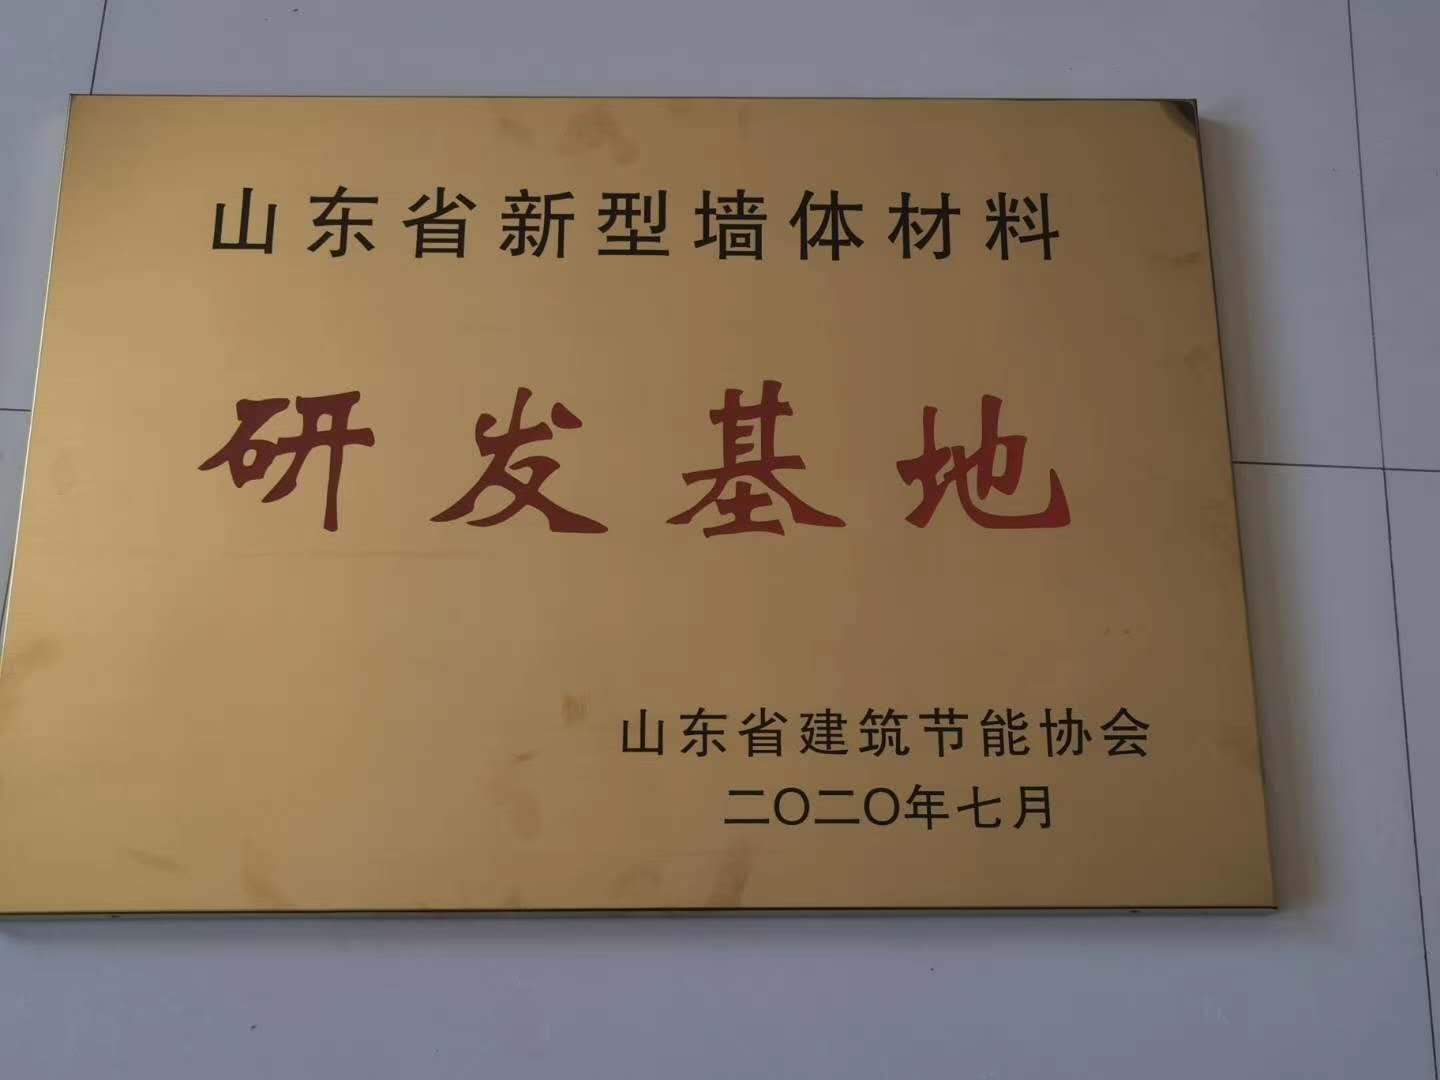 山东省新型墙体材料
研发基地
山东省建筑节能协会
二〇二〇年七月